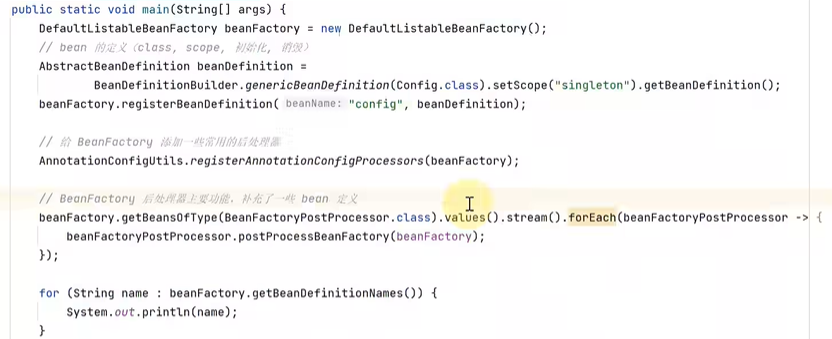 public static void main(String[] args) {
DefaultListableBeanFactory beanFactory = new DefaultListableBeanFactory();
// bean 的定义（class, scope, 初始化, 销毁）
AbstractBeanDefinition beanDefinition =
BeanDefinitionBuilder.genericBeanDefinition(Config.class).setScope("singleton").getBeanDefinition();
beanFactory.registerBeanDefinition( beanName: "config", beanDefinition);
// 给 BeanFactory 添加一些常用的后处理器
AnnotationConfigUtils.registerAnnotationConfigProcessors(beanFactory);
// BeanFactory 后处理器主要功能，补充了一些 bean 定义
beanFactory.getBeansOfType(BeanFactoryPostProcessor.class).values().stream().forEach(beanFactoryPostProcessor -> {
beanFactoryPostProcessor.postProcessBeanFactory(beanFactory);
});
for (String name : beanFactory.getBeanDefinitionNames()) {
System.out.println(name);
}